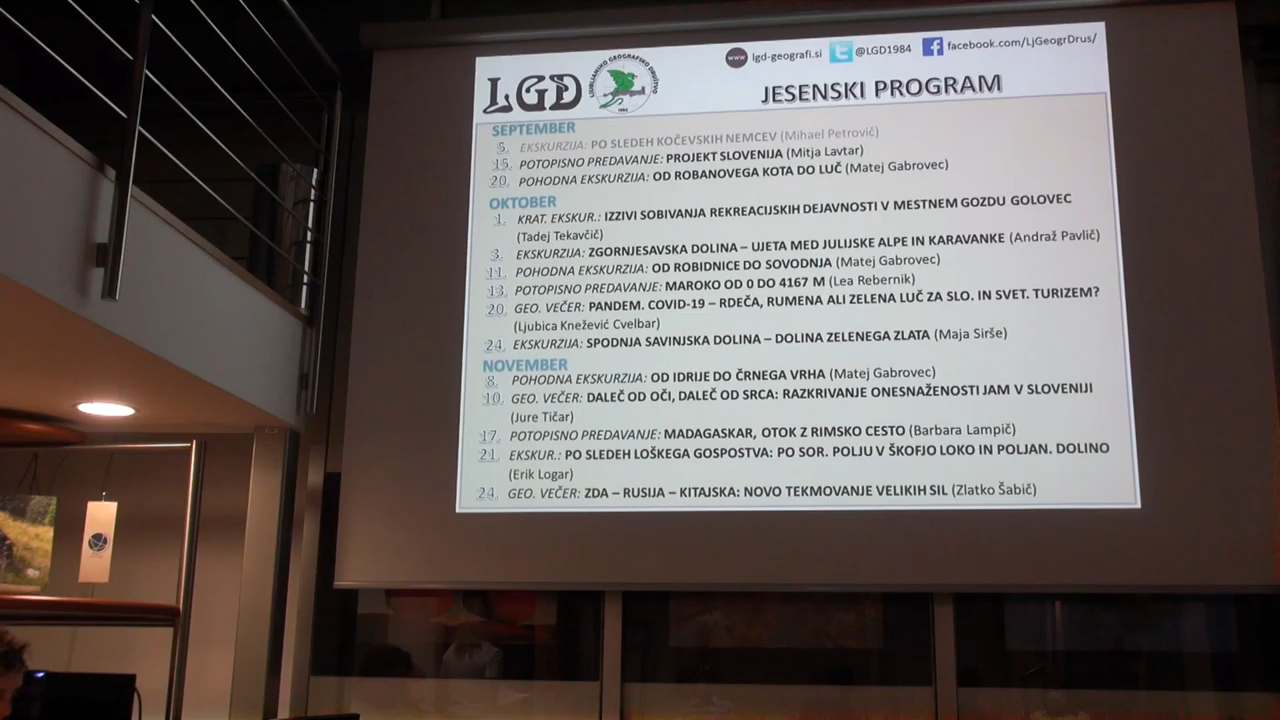 LGD
LJUBLJANSKO GEOGRAFSKO DRUŠTVO
1984
www lgd-geografi.si @LGD1984 facebook.com/LjGeogrDrus/
JESENSKI PROGRAM
SEPTEMBER
5. EKSKURZIJA: PO SLEDEH KOČEVSKIH NEMCEV (Mihael Petrovič)
15. POTOPISNO PREDAVANJE: PROJEKT SLOVENIJA (Mitja Lavtar)
20. POHODNA EKSKURZIJA: OD ROBANOVEGA KOTA DO LUČ (Matej Gabrovec)
OKTOBER
1. KRAT. EKSKUR.: IZZIVI SOBIVANJA REKREACIJSKIH DEJAVNOSTI V MESTNEM GOZDU GOLOVEC
(Tadej Tekavčič)
3. EKSKURZIJA: ZGORNJESAVSKA DOLINA – UJETA MED JULIJSKE ALPE IN KARAVANKE (Andraž Pavlič)
11. POHODNA EKSKURZIJA: OD ROBIDNICE DO SOVODNJA (Matej Gabrovec)
13. POTOPISNO PREDAVANJE: MAROKO OD 0 DO 4167 M (Lea Rebernik)
20. GEO. VEČER: PANDEM. COVID-19 – RDEČA, RUMENA ALI ZELENA LUČ ZA SLO. IN SVET. TURIZEM?
(Ljubica Knežević Cvelbar)
24. EKSKURZIJA: SPODNJA SAVINJSKA DOLINA – DOLINA ZELENEGA ZLATA (Maja Sirše)
NOVEMBER
8. POHODNA EKSKURZIJA: OD IDRIJE DO ČRNEGA VRHA (Matej Gabrovec)
10. GEO. VEČER: DALEČ OD OČI, DALEČ OD SRCA: RAZKRIVANJE ONESNAŽENOSTI JAM V SLOVENIJI
(Jure Tičar)
17. POTOPISNO PREDAVANJE: MADAGASKAR, OTOK Z RIMSKO CESTO (Barbara Lampič)
21. EKSKUR.: PO SLEDEH LOŠKEGA GOSPOSTVA: PO SOR. POLJU V ŠKOFJO LOKO IN POLJAN. DOLINO
(Erik Logar)
24. GEO. VEČER: ZDA – RUSIJA – KITAJSKA: NOVO TEKMOVANJE VELIKIH SIL (Zlatko Šabič)